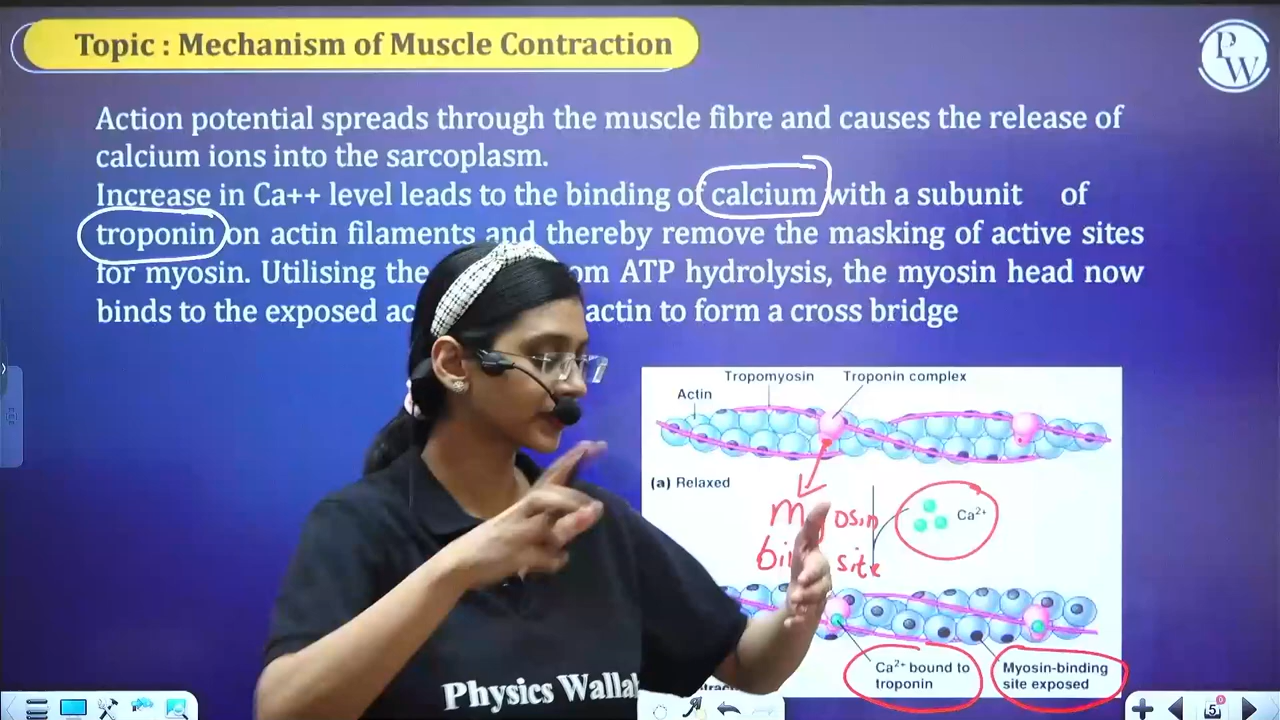 Topic : Mechanism of Muscle Contraction
PW
Action potential spreads through the muscle fibre and causes the release of
calcium ions into the sarcoplasm.
Increase in Ca++ level leads to the binding of calcium with a subunit of
troponin on actin filaments and thereby remove the masking of active sites
for myosin. Utilising the ATP hydrolysis, the myosin head now
binds to the exposed actin to form a cross bridge
Tropomyosin
Troponin complex
Actin
(a) Relaxed
Myosin
site
Ca²⁺
Ca²⁺ bound to
troponin
Myosin-binding
site exposed
Physics
5